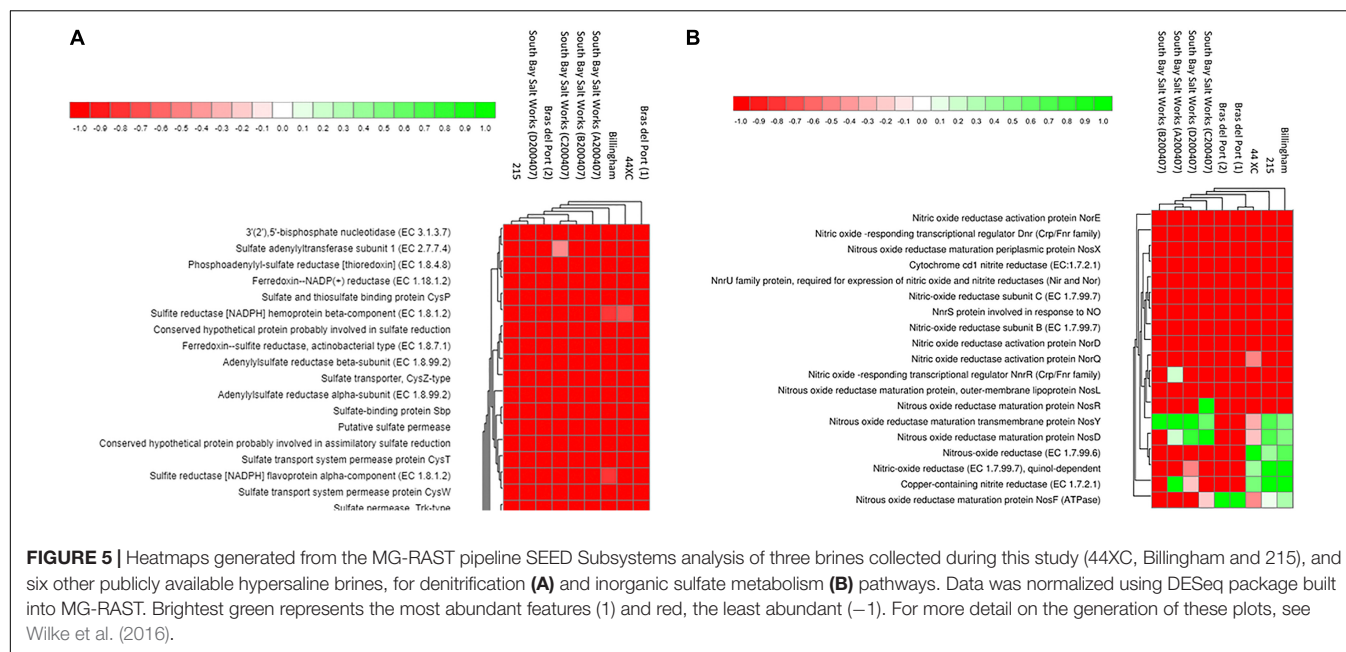 A
South Bay Salt Works (D200407)
Bras del Port (2)
South Bay Salt Works (C200407)
South Bay Salt Works (B200407)
South Bay Salt Works (A200407)
215
Billingham
44XC
Bras del Port (1)
-1.0 -0.9 -0.8 -0.7 -0.6 -0.5 -0.4 -0.3 -0.2 -0.1 0.0 0.1 0.2 0.3 0.4 0.5 0.6 0.7 0.8 0.9 1.0
3'(2'),5'-bisphosphate nucleotidase (EC 3.1.3.7)
Sulfate adenylyltransferase subunit 1 (EC 2.7.7.4)
Phosphoadenylyl-sulfate reductase [thioredoxin] (EC 1.8.4.8)
Ferredoxin--NADP(+) reductase (EC 1.18.1.2)
Sulfate and thiosulfate binding protein CysP
Sulfite reductase [NADPH] hemoprotein beta-component (EC 1.8.1.2)
Conserved hypothetical protein probably involved in sulfate reduction
Ferredoxin--sulfite reductase, actinobacterial type (EC 1.8.7.1)
Adenylylsulfate reductase beta-subunit (EC 1.8.99.2)
Sulfate transporter, CysZ-type
Adenylylsulfate reductase alpha-subunit (EC 1.8.99.2)
Sulfate-binding protein Sbp
Putative sulfate permease
Conserved hypothetical protein probably involved in assimilatory sulfate reduction
Sulfate transport system permease protein CysT
Sulfite reductase [NADPH] flavoprotein alpha-component (EC 1.8.1.2)
Sulfate transport system permease protein CysW
Sulfate permease, Trk-type
B
South Bay Salt Works (B200407)
South Bay Salt Works (A200407)
South Bay Salt Works (D200407)
South Bay Salt Works (C200407)
Bras del Port (2)
Bras del Port (1)
44 XC
215
Billingham
-1.0 -0.9 -0.8 -0.7 -0.6 -0.5 -0.4 -0.3 -0.2 -0.1 0.0 0.1 0.2 0.3 0.4 0.5 0.6 0.7 0.8 0.9 1.0
Nitric oxide reductase activation protein NorE
Nitric oxide -responding transcriptional regulator Dnr (Crp/Fnr family)
Nitrous oxide reductase maturation periplasmic protein NosX
Cytochrome cd1 nitrite reductase (EC:1.7.2.1)
NnrU family protein, required for expression of nitric oxide and nitrite reductases (Nir and Nor)
Nitric-oxide reductase subunit C (EC 1.7.99.7)
NnrS protein involved in response to NO
Nitric-oxide reductase subunit B (EC 1.7.99.7)
Nitric oxide reductase activation protein NorD
Nitric oxide reductase activation protein NorQ
Nitric oxide -responding transcriptional regulator NnrR (Crp/Fnr family)
Nitrous oxide reductase maturation protein, outer-membrane lipoprotein NosL
Nitrous oxide reductase maturation protein NosR
Nitrous oxide reductase maturation transmembrane protein NosY
Nitrous oxide reductase maturation protein NosD
Nitrous-oxide reductase (EC 1.7.99.6)
Nitric-oxide reductase (EC 1.7.99.7), quinol-dependent
Copper-containing nitrite reductase (EC 1.7.2.1)
Nitrous oxide reductase maturation protein NosF (ATPase)
FIGURE 5 | Heatmaps generated from the MG-RAST pipeline SEED Subsystems analysis of three brines collected during this study (44XC, Billingham and 215), and
six other publicly available hypersaline brines, for denitrification (A) and inorganic sulfate metabolism (B) pathways. Data was normalized using DESeq package built
into MG-RAST. Brightest green represents the most abundant features (1) and red, the least abundant (−1). For more detail on the generation of these plots, see
Wilke et al. (2016).